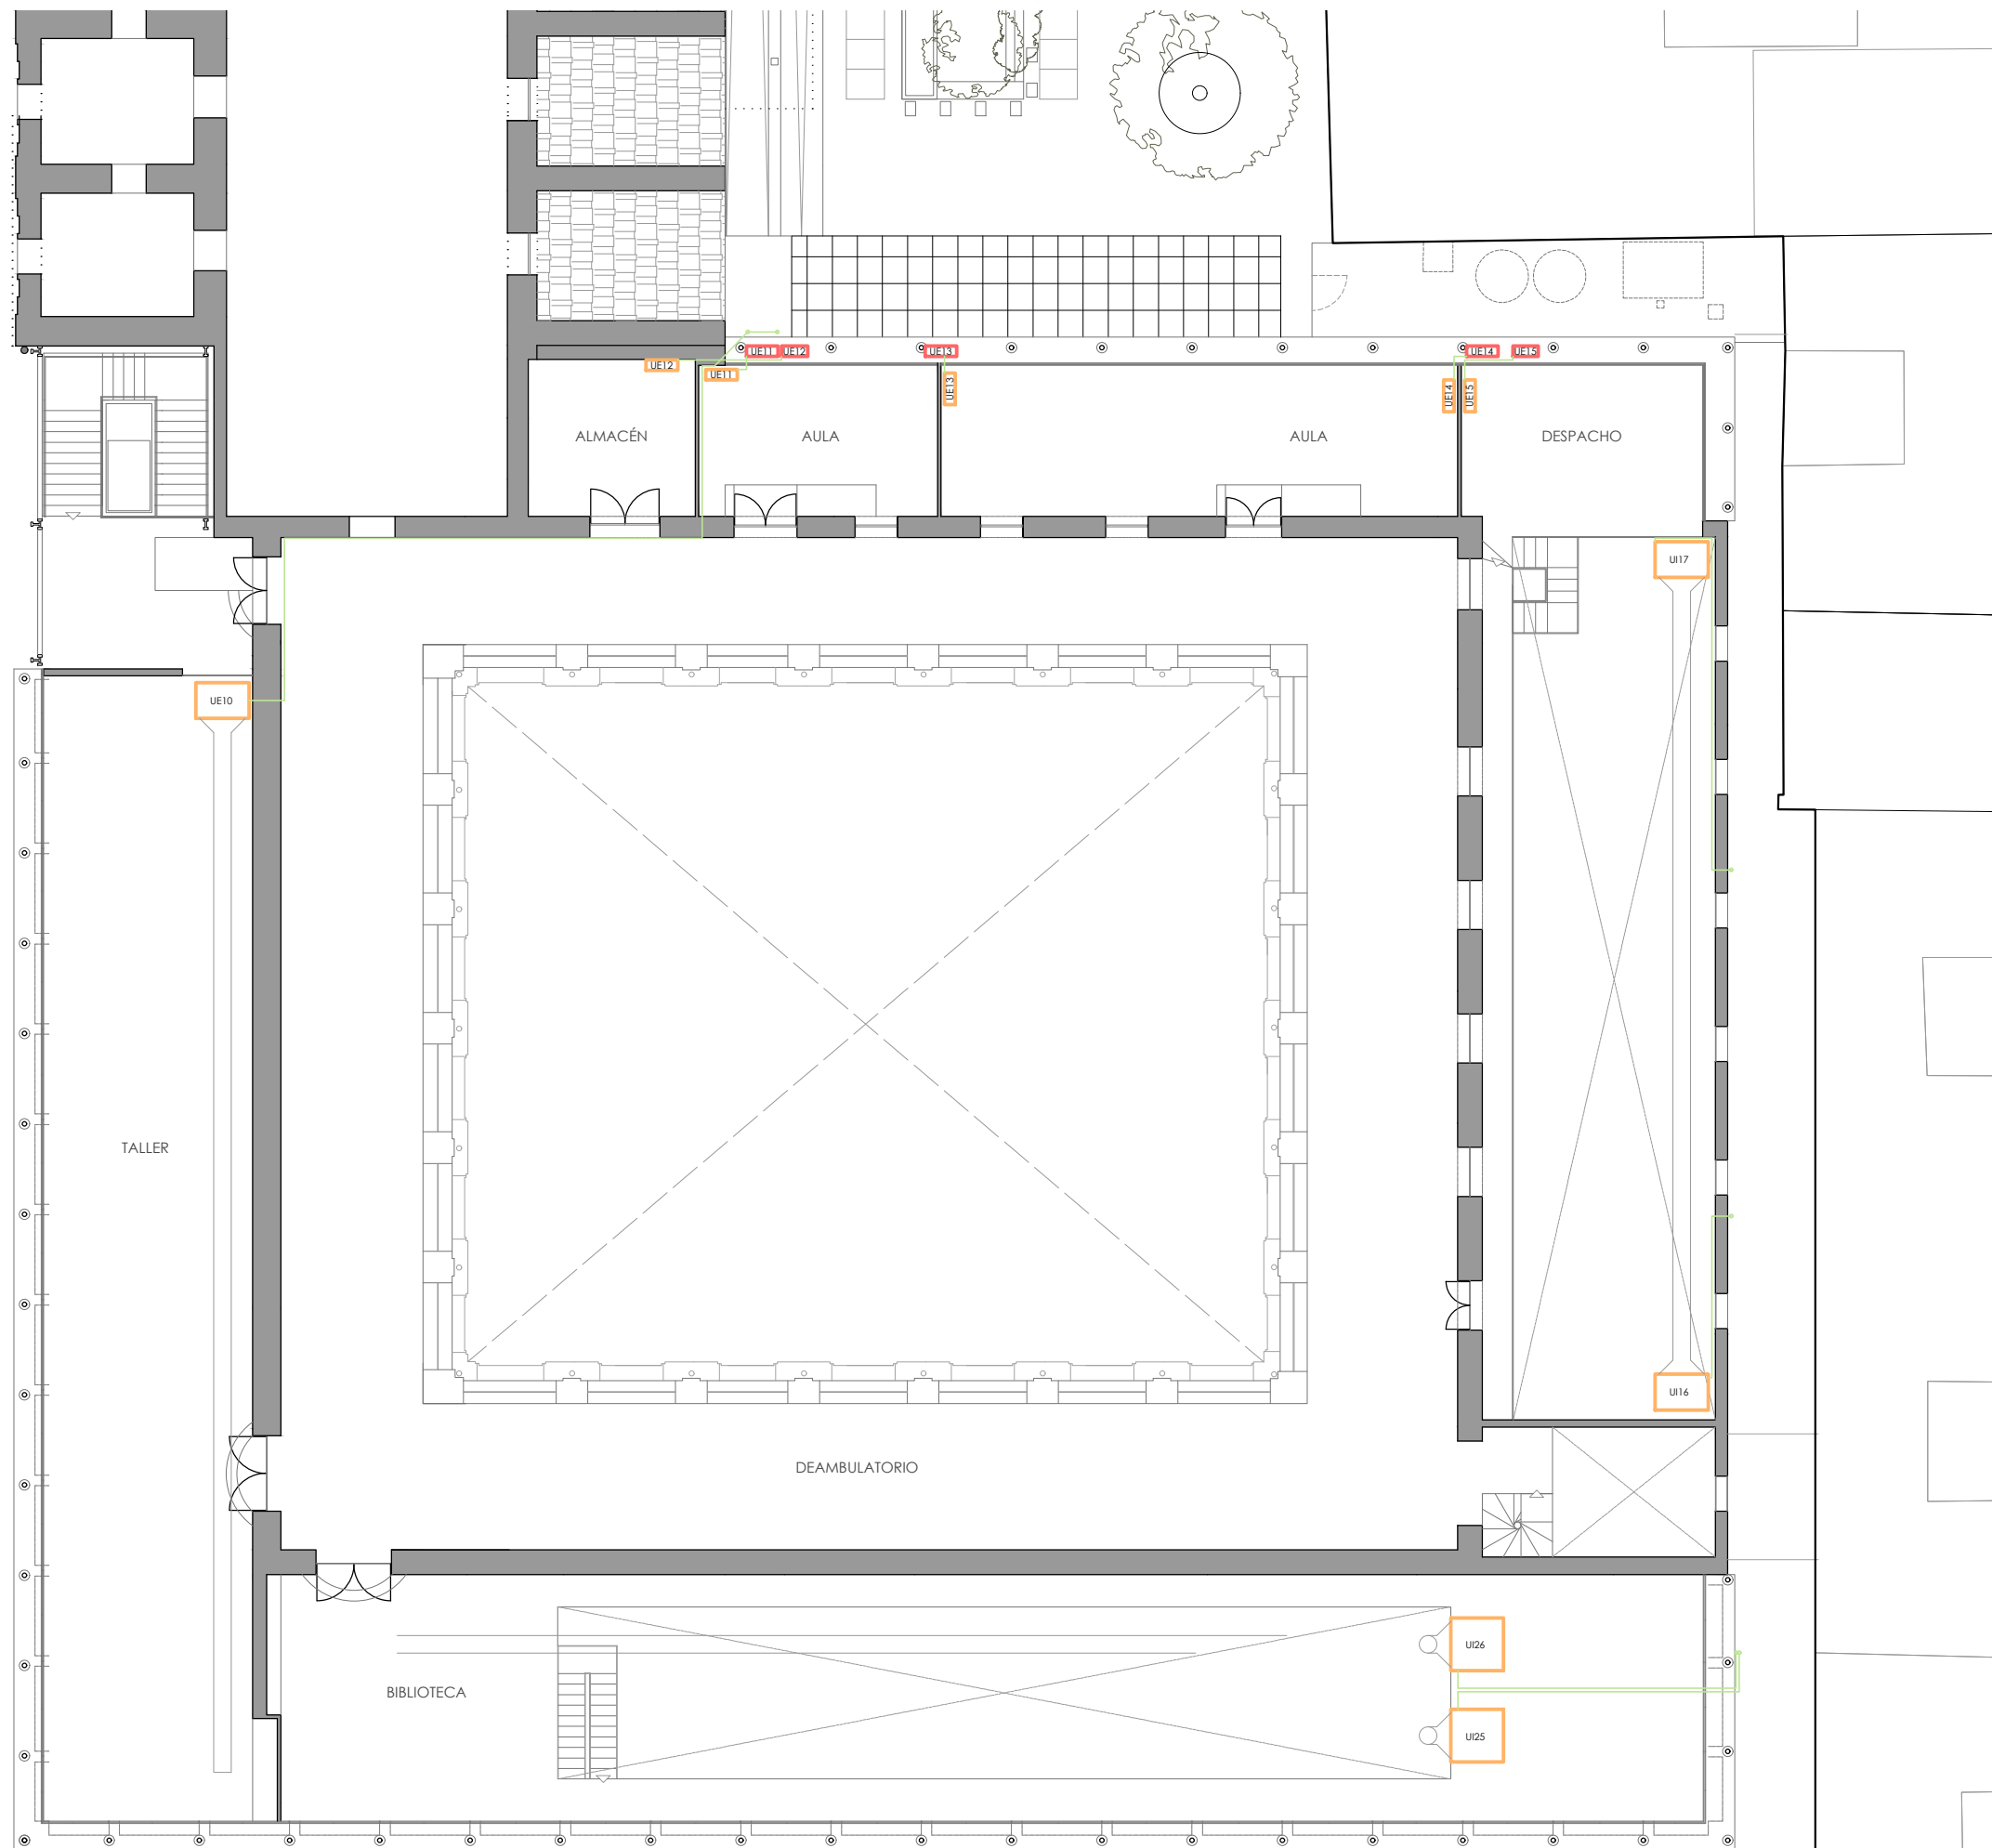 UE11 UE12 UE13 UE14 UE15
UE12 UE11 UE13 UE14 UE15
ALMACÉN AULA AULA DESPACHO
UI17
UE10
TALLER
UI16
DEAMBULATORIO
UI26
BIBLIOTECA
UI25